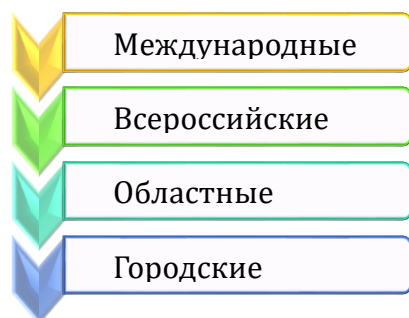 Международные
Всероссийские
Областные
Городские